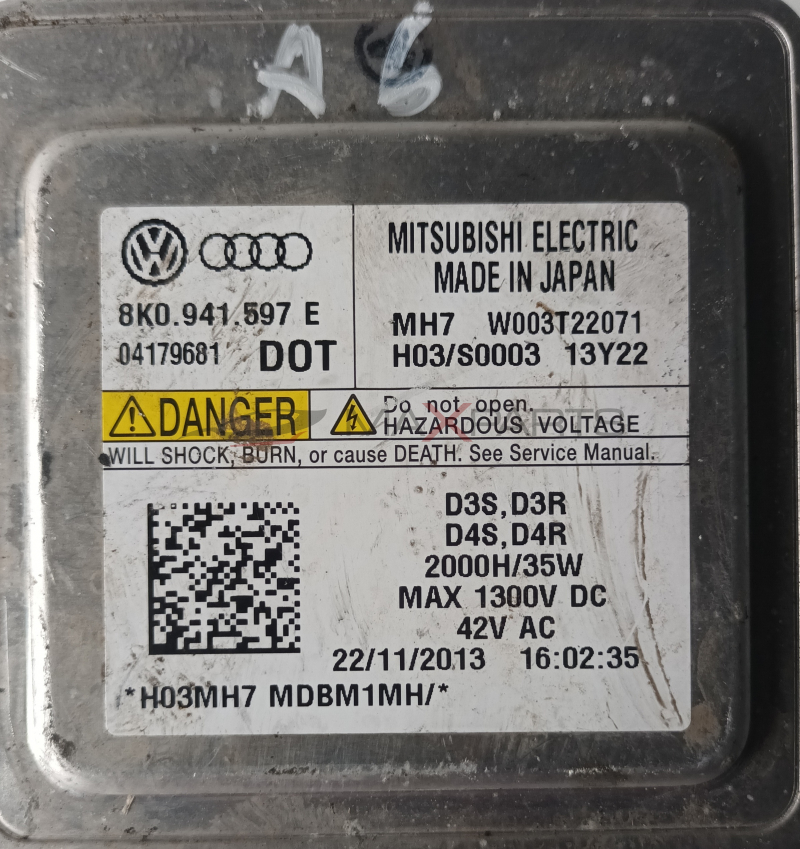 A 6
8K0.941.597 E
04179681 DOT
MITSUBISHI ELECTRIC
MADE IN JAPAN
MH7 W003T22071
H03/S0003 13Y22
DANGER
Do not open.
HAZARDOUS VOLTAGE
WILL SHOCK, BURN, or cause DEATH. See Service Manual.
D3S,D3R
D4S,D4R
2000H/35W
MAX 1300V DC
42V AC
22/11/2013 16:02:35
*H03MH7 MDBM1MH/*